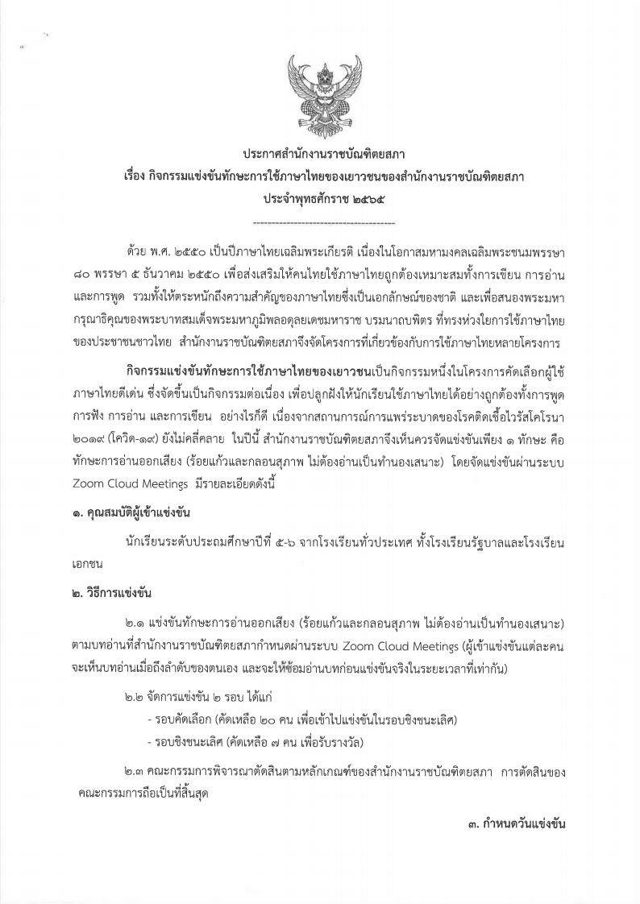 ประกาศสำนักงานราชบัณฑิตยสภา
เรื่อง กิจกรรมแข่งขันทักษะการใช้ภาษาไทยของเยาวชนของสำนักงานราชบัณฑิตยสภา
ประจำพุทธศักราช ๒๕๖๕
ด้วย พ.ศ. ๒๕๕๐ เป็นปีภาษาไทยเฉลิมพระเกียรติ เนื่องในโอกาสมหามงคลเฉลิมพระชนมพรรษา
๘๐ พรรษา ๕ ธันวาคม ๒๕๕๐ เพื่อส่งเสริมให้คนไทยใช้ภาษาไทยถูกต้องเหมาะสมทั้งการเขียน การอ่าน
และการพูด รวมทั้งให้ตระหนักถึงความสำคัญของภาษาไทยซึ่งเป็นเอกลักษณ์ของชาติ และเพื่อสนองพระมหา
กรุณาธิคุณของพระบาทสมเด็จพระมหาภูมิพลอดุลยเดชมหาราช บรมนาถบพิตร ที่ทรงห่วงใยการใช้ภาษาไทย
ของประชาชนชาวไทย สำนักงานราชบัณฑิตยสภาจึงจัดโครงการที่เกี่ยวข้องกับการใช้ภาษาไทยหลายโครงการ
กิจกรรมแข่งขันทักษะการใช้ภาษาไทยของเยาวชนเป็นกิจกรรมหนึ่งในโครงการคัดเลือกผู้ใช้
ภาษาไทยดีเด่น ซึ่งจัดขึ้นเป็นกิจกรรมต่อเนื่อง เพื่อปลูกฝังให้นักเรียนใช้ภาษาไทยได้อย่างถูกต้องทั้งการพูด
การฟัง การอ่าน และการเขียน อย่างไรก็ดี เนื่องจากสถานการณ์การแพร่ระบาดของโรคติดเชื้อไวรัสโคโรนา
๒๐๑๙ (โควิด-๑๙) ยังไม่คลี่คลาย ในปีนี้ สำนักงานราชบัณฑิตยสภาจึงเห็นควรจัดแข่งขันเพียง ๑ ทักษะ คือ
ทักษะการอ่านออกเสียง (ร้อยแก้วและกลอนสุภาพ ไม่ต้องอ่านเป็นทำนองเสนาะ) โดยจัดแข่งขันผ่านระบบ
Zoom Cloud Meetings มีรายละเอียดดังนี้
๑. คุณสมบัติผู้เข้าแข่งขัน
นักเรียนระดับประถมศึกษาปีที่ ๕-๖ จากโรงเรียนทั่วประเทศ ทั้งโรงเรียนรัฐบาลและโรงเรียน
เอกชน
๒. วิธีการแข่งขัน
๒.๑ แข่งขันทักษะการอ่านออกเสียง (ร้อยแก้วและกลอนสุภาพ ไม่ต้องอ่านเป็นทำนองเสนาะ)
ตามบทอ่านที่สำนักงานราชบัณฑิตยสภากำหนดผ่านระบบ Zoom Cloud Meetings (ผู้เข้าแข่งขันแต่ละคน
จะเห็นบทอ่านเมื่อถึงลำดับของตนเอง และจะให้ซ้อมอ่านบทก่อนแข่งขันจริงในระยะเวลาที่เท่ากัน)
๒.๒ จัดการแข่งขัน ๒ รอบ ได้แก่
- รอบคัดเลือก (คัดเหลือ ๒๐ คน เพื่อเข้าไปแข่งขันในรอบชิงชนะเลิศ)
- รอบชิงชนะเลิศ (คัดเหลือ ๗ คน เพื่อรับรางวัล)
๒.๓ คณะกรรมการพิจารณาตัดสินตามหลักเกณฑ์ของสำนักงานราชบัณฑิตยสภา การตัดสินของ
คณะกรรมการถือเป็นที่สิ้นสุด
๓. กำหนดวันแข่งขัน